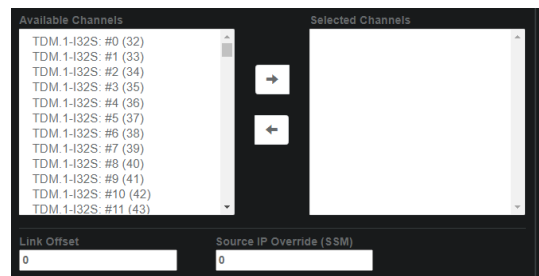 Available Channels
Selected Channels
TDM.1-I32S: #0 (32)
TDM.1-I32S: #1 (33)
TDM.1-I32S: #2 (34)
TDM.1-I32S: #3 (35)
TDM.1-I32S: #4 (36)
TDM.1-I32S: #5 (37)
TDM.1-I32S: #6 (38)
TDM.1-I32S: #7 (39)
TDM.1-I32S: #8 (40)
TDM.1-I32S: #9 (41)
TDM.1-I32S: #10 (42)
TDM.1-I32S: #11 (43)
Link Offset
Source IP Override (SSM)
0
0